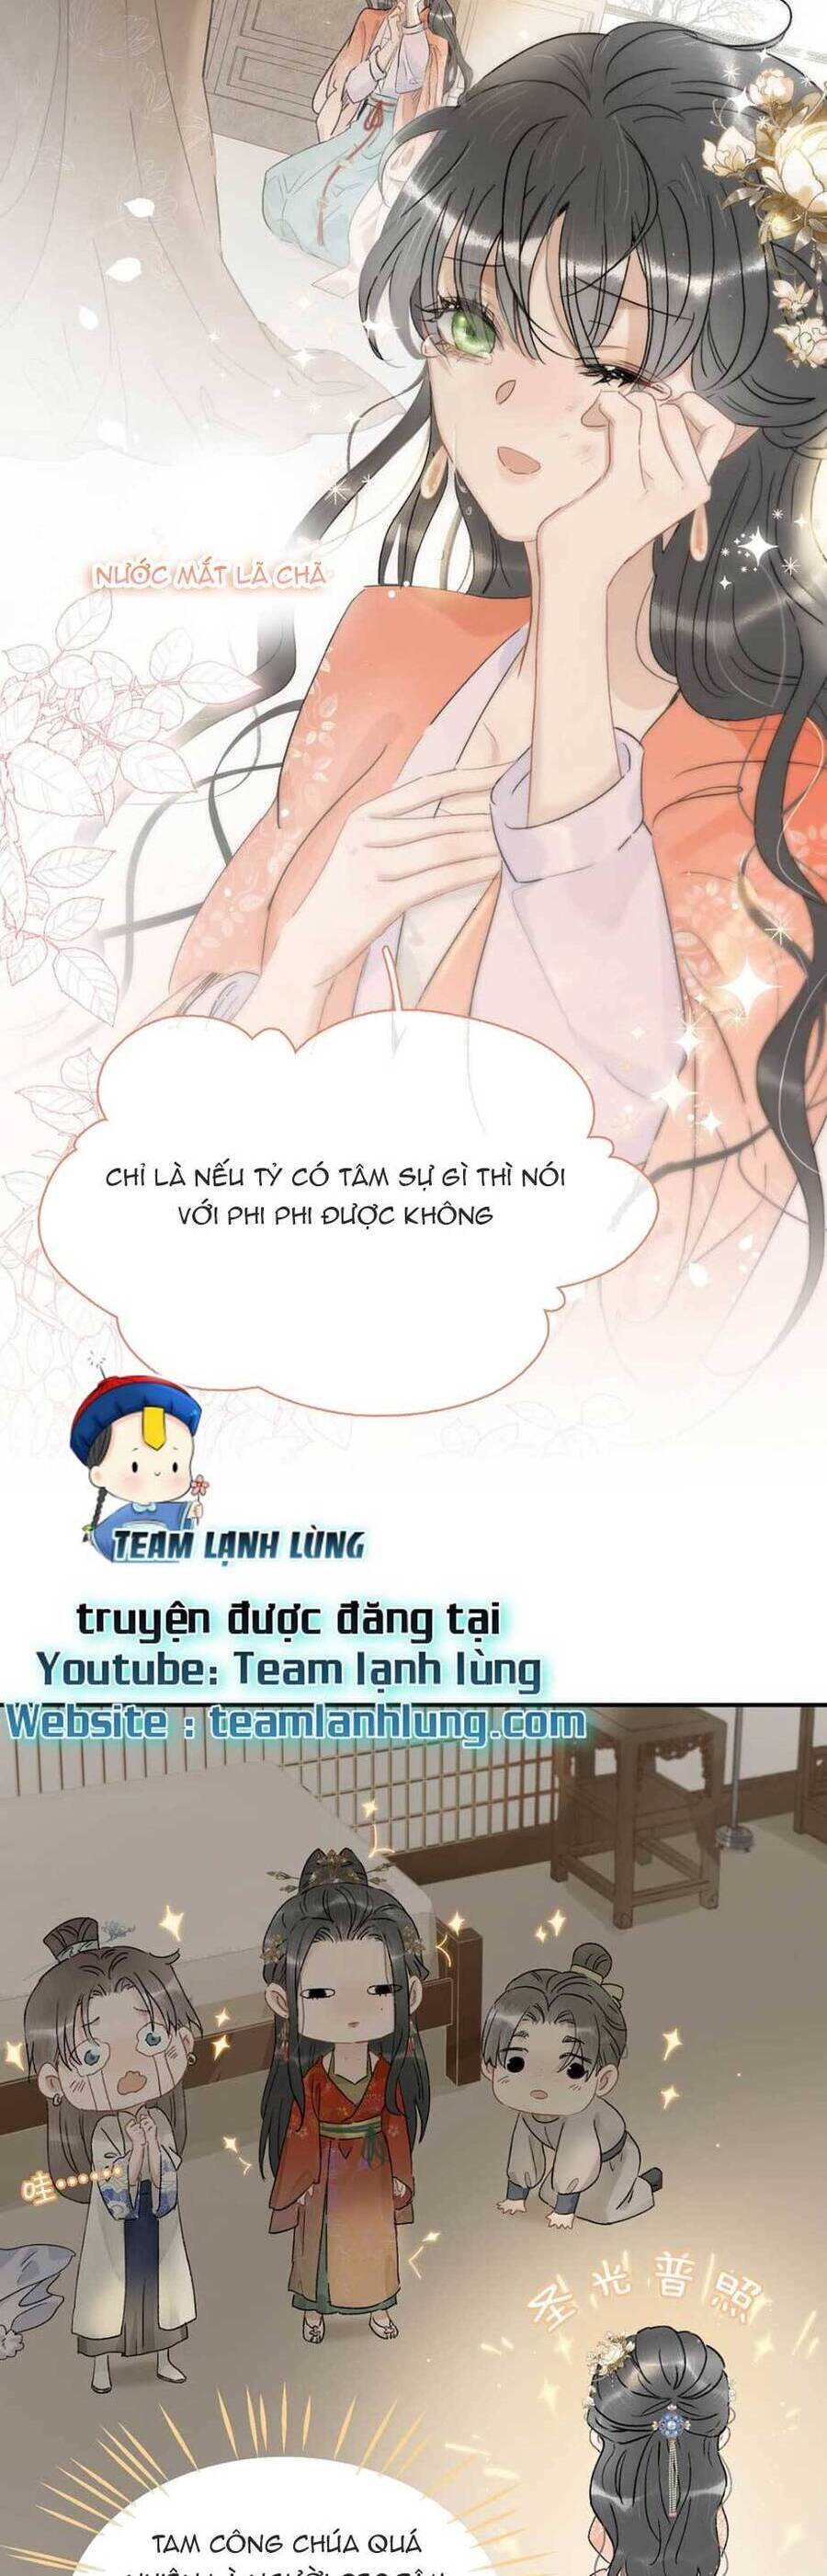 NƯỚC MẮT LÃ CHÃ
CHỈ LÀ NẾU TỶ CÓ TÂM SỰ GÌ THÌ NÓI
VỚI PHI PHI ĐƯỢC KHÔNG
TEAM LẠNH LÙNG
truyện được đăng tại
Youtube: Team lạnh lùng
Website : teamlanhlung.com
哇……
圣光普照
TAM CÔNG CHÚA QUẢ